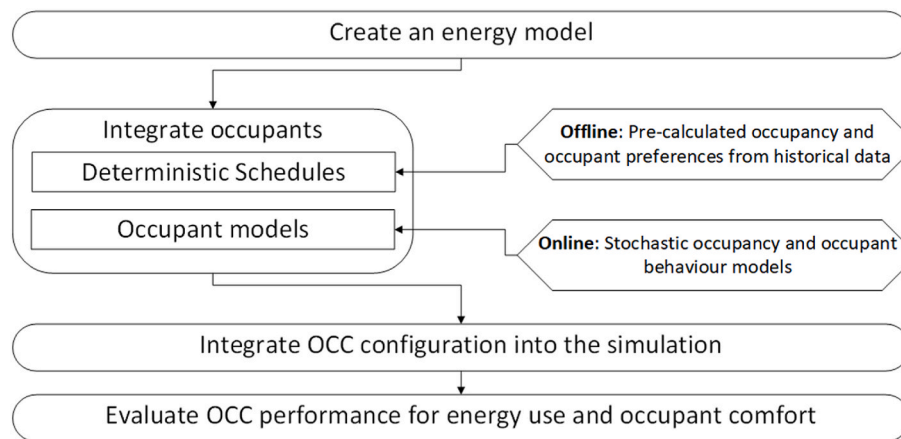 Create an energy model
Integrate occupants
Deterministic Schedules
Occupant models
Offline: Pre-calculated occupancy and
occupant preferences from historical data
Online: Stochastic occupancy and occupant
behaviour models
Integrate OCC configuration into the simulation
Evaluate OCC performance for energy use and occupant comfort